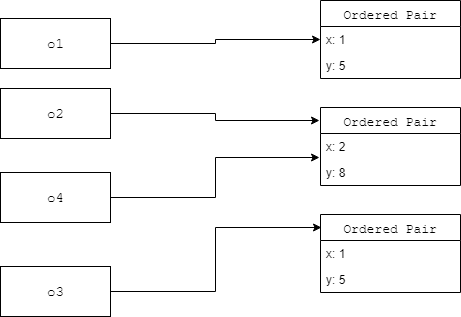 o1
Ordered Pair
x: 1
y: 5
o2
Ordered Pair
x: 2
y: 8
o4
o3
Ordered Pair
x: 1
y: 5